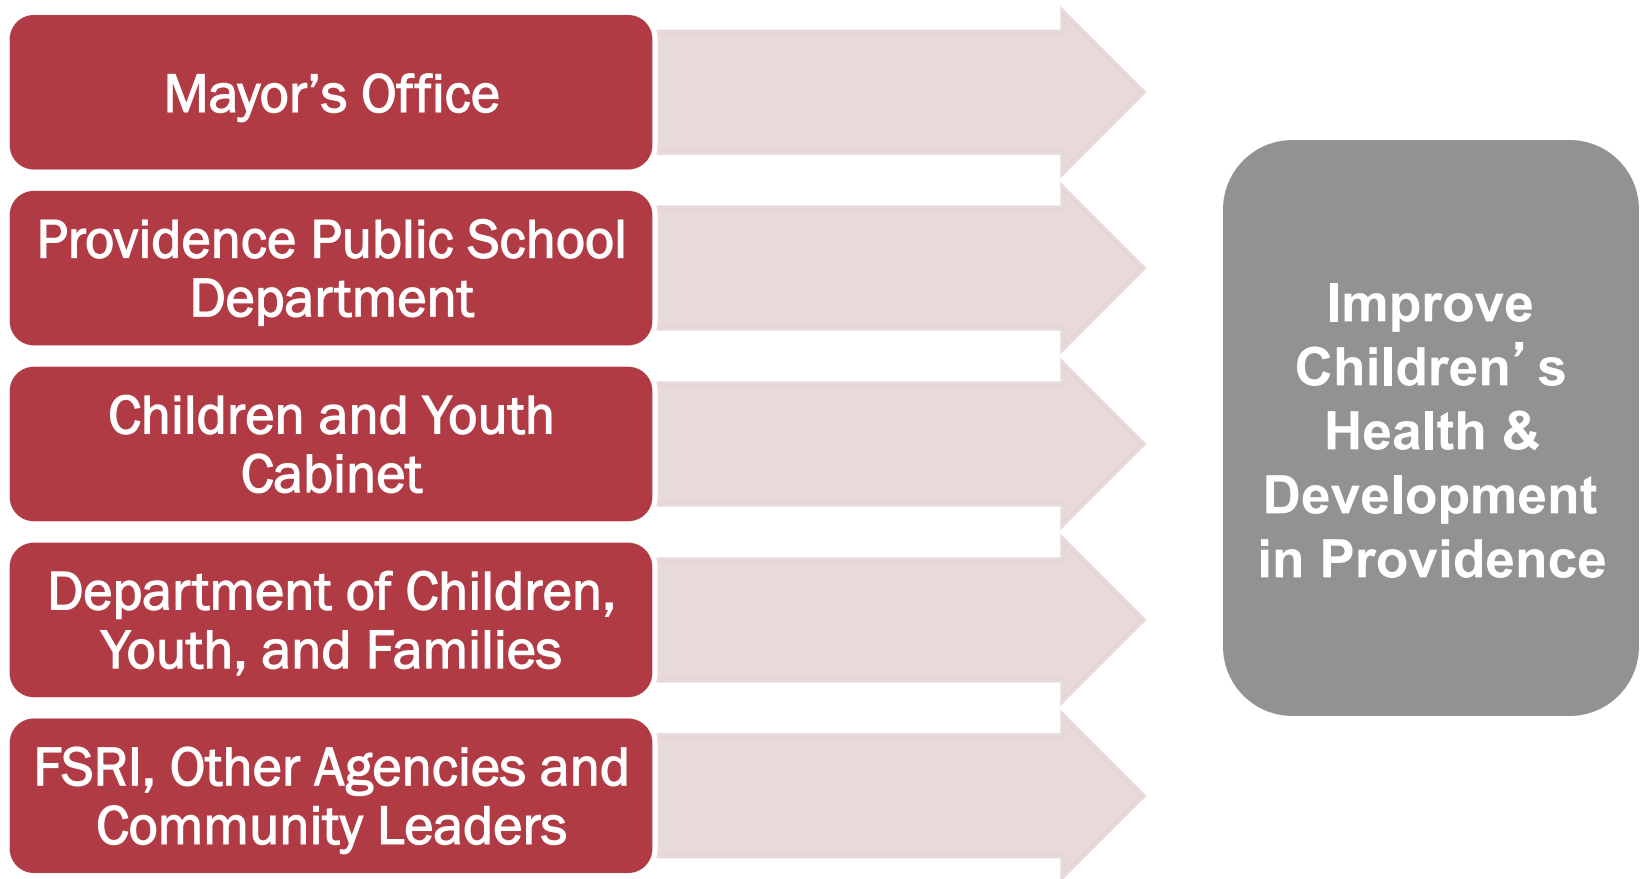 Mayor’s Office
Providence Public School
Department
Children and Youth
Cabinet
Department of Children,
Youth, and Families
FSRI, Other Agencies and
Community Leaders
Improve
Children’s
Health &
Development
in Providence